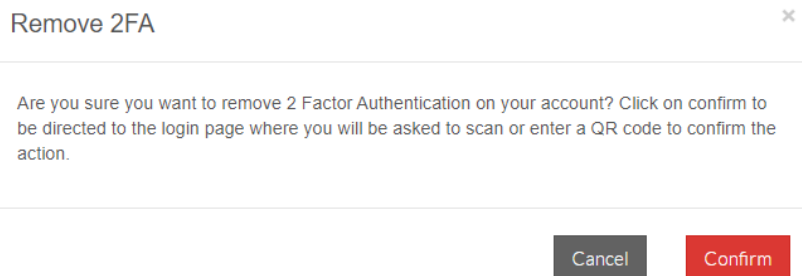 Remove 2FA
×
Are you sure you want to remove 2 Factor Authentication on your account? Click on confirm to
be directed to the login page where you will be asked to scan or enter a QR code to confirm the
action.
Cancel
Confirm